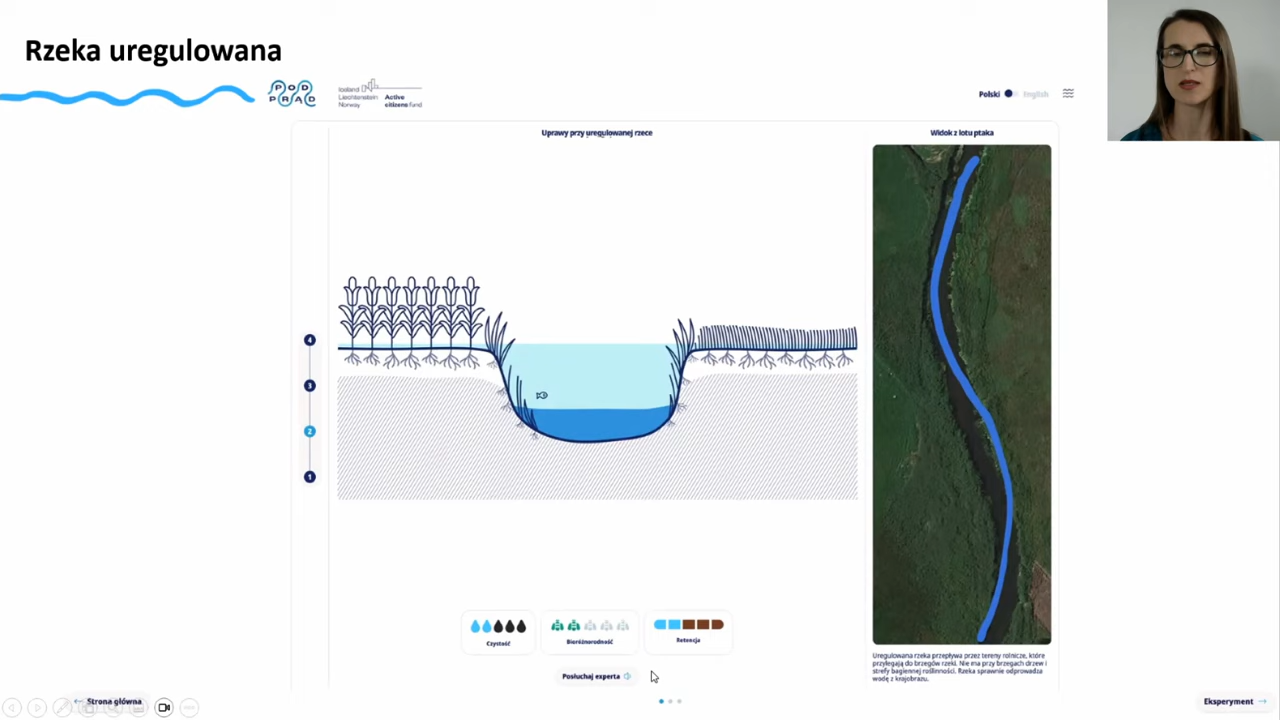 Rzeka uregulowana
POD
PRĄD
Iceland
Liechtenstein
Norway
Active
citizens fund
Polski English
Uprawy przy uregulowanej rzece
Widok z lotu ptaka
4
3
2
1
Czystość
Bioróżnorodność
Retencja
Posłuchaj experta
Uregulowana rzeka przepływa przez tereny rolnicze, które
przylegają do brzegów rzeki. Nie ma przy brzegach drzew i
strefy bagiennej roślinności. Rzeka sprawnie odprowadza
wodę z krajobrazu.
← Strona główna
Eksperyment →